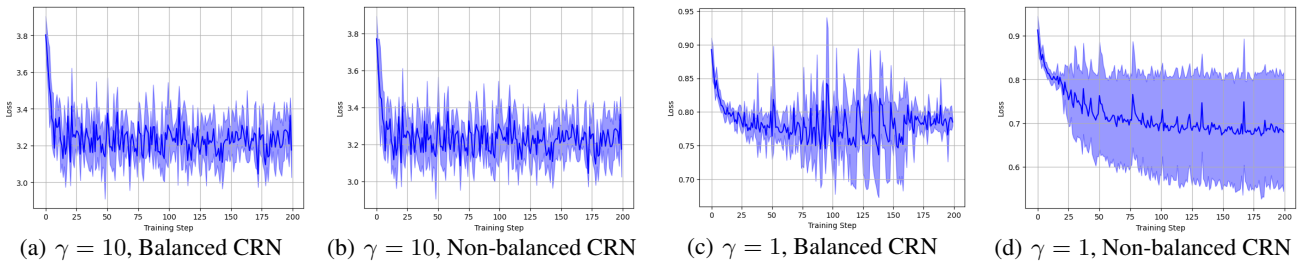 3.8
3.6
3.4
3.2
3.0
Loss
0 25 50 75 100 125 150 175 200
Training Step
(a) γ = 10, Balanced CRN
3.8
3.6
3.4
3.2
3.0
Loss
0 25 50 75 100 125 150 175 200
Training Step
(b) γ = 10, Non-balanced CRN
0.95
0.90
0.85
0.80
0.75
0.70
Loss
0 25 50 75 100 125 150 175 200
Training Step
(c) γ = 1, Balanced CRN
0.9
0.8
0.7
0.6
Loss
0 25 50 75 100 125 150 175 200
Training Step
(d) γ = 1, Non-balanced CRN